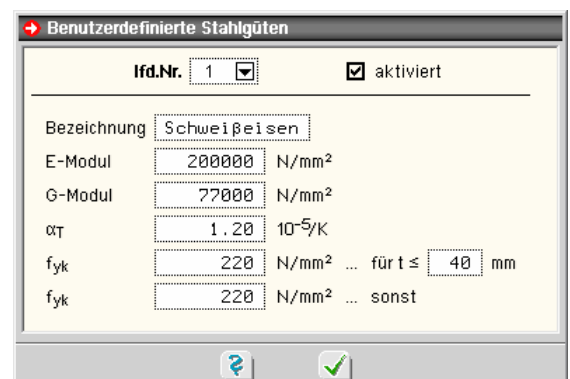 Benutzerdefinierte Stahlgüten
lfd.Nr. 1 aktiviert
Bezeichnung Schweißeisen
E-Modul 200000 N/mm²
G-Modul 77000 N/mm²
αT 1.20 10⁻⁵/K
fyk 220 N/mm² ... für t ≤ 40 mm
fyk 220 N/mm² ... sonst